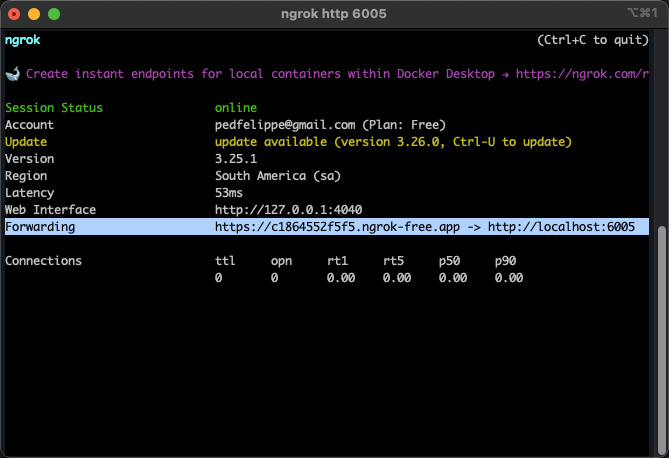 ngrok http 6005
⌥⌘1
ngrok (Ctrl+C to quit)
🐋 Create instant endpoints for local containers within Docker Desktop → https://ngrok.com/r
Session Status online
Account pedfelippe@gmail.com (Plan: Free)
Update update available (version 3.26.0, Ctrl-U to update)
Version 3.25.1
Region South America (sa)
Latency 53ms
Web Interface http://127.0.0.1:4040
Forwarding https://c1864552f5f5.ngrok-free.app -> http://localhost:6005
Connections ttl opn rt1 rt5 p50 p90
0 0 0.00 0.00 0.00 0.00